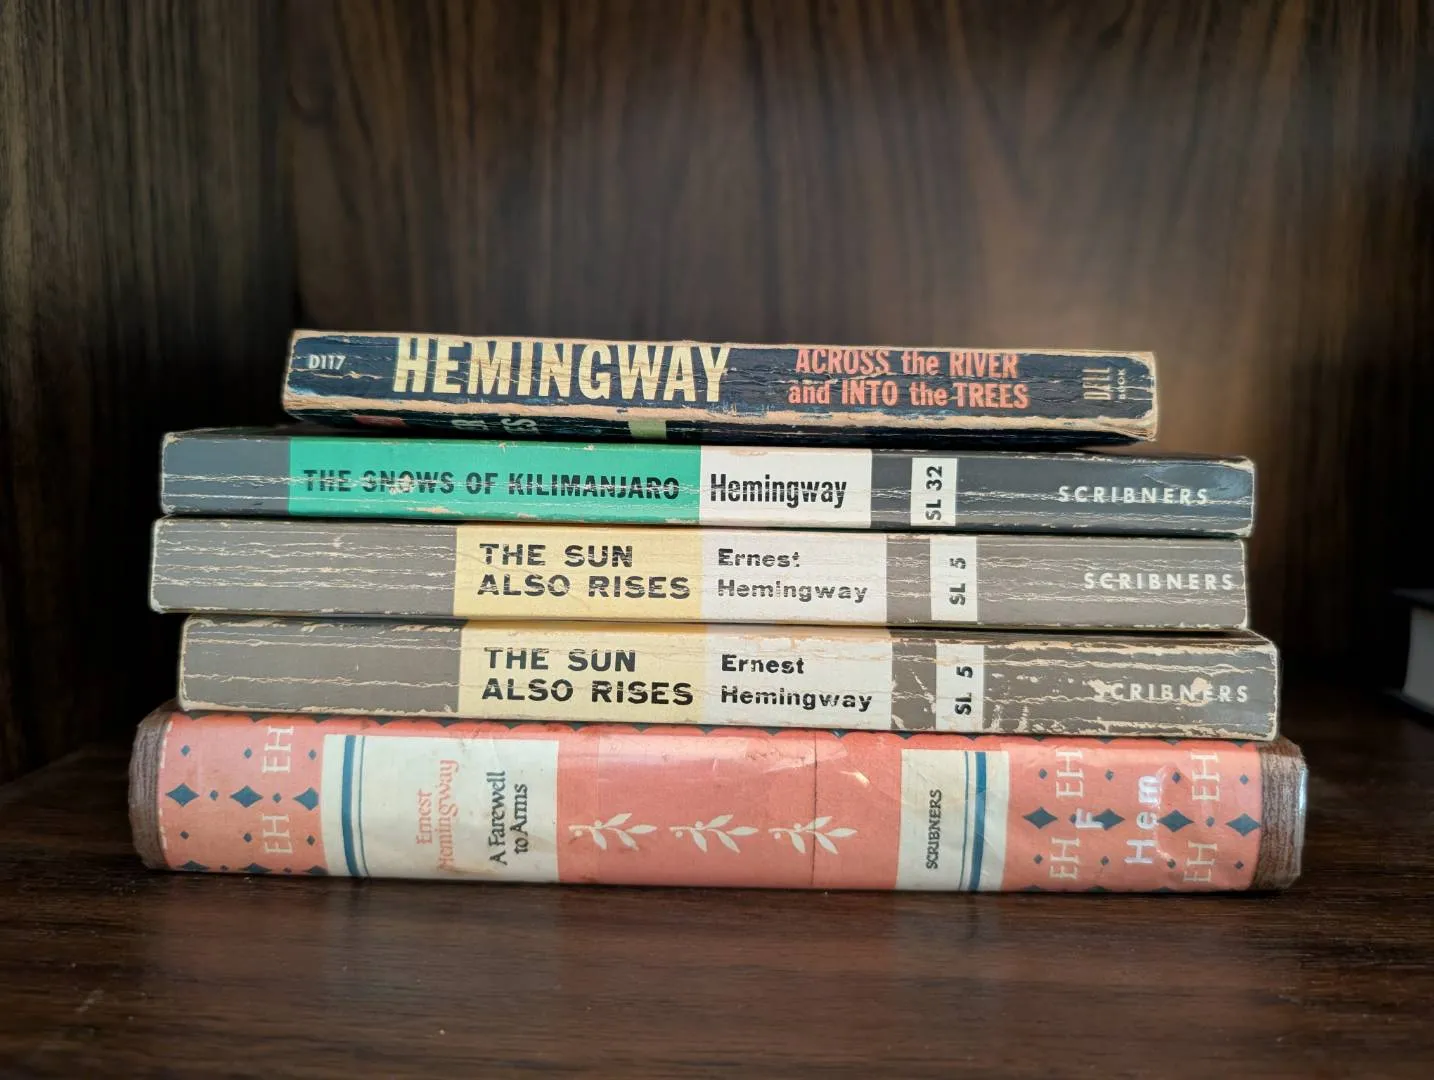 D117
HEMINGWAY
ACROSS the RIVER
and INTO the TREES
DELL
BOOK
THE SNOWS OF KILIMANJARO
Hemingway
SL 32
SCRIBNERS
THE SUN
ALSO RISES
Ernest
Hemingway
SL 5
SCRIBNERS
THE SUN
ALSO RISES
Ernest
Hemingway
SL 5
SCRIBNERS
EH
EH
Ernest
Hemingway
A Farewell
to Arms
SCRIBNERS
EH
EH
F
Hem
EH
EH